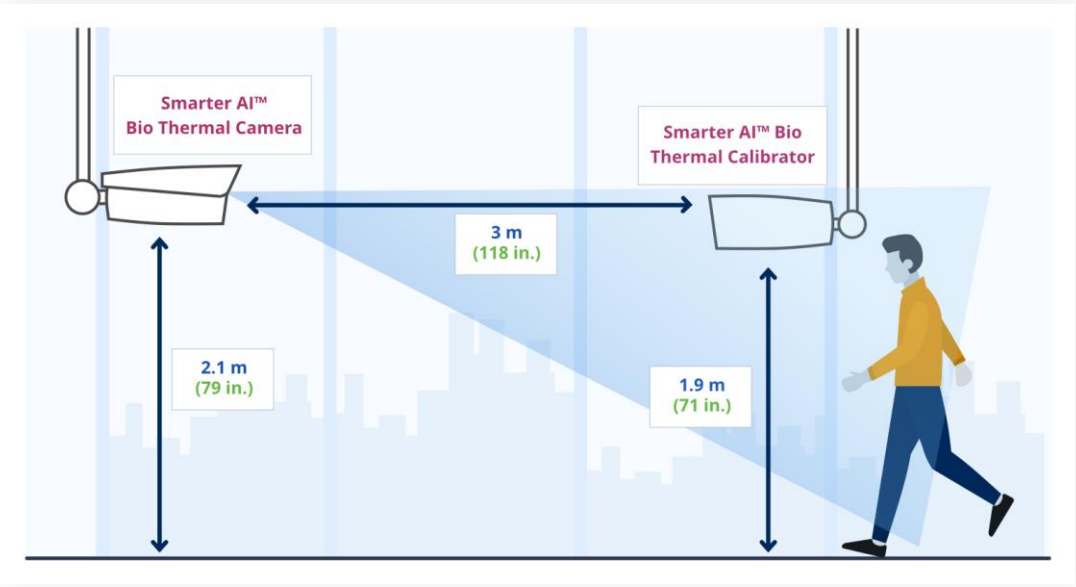 Smarter AI™
Bio Thermal Camera
Smarter AI™ Bio
Thermal Calibrator
3 m
(118 in.)
2.1 m
(79 in.)
1.9 m
(71 in.)